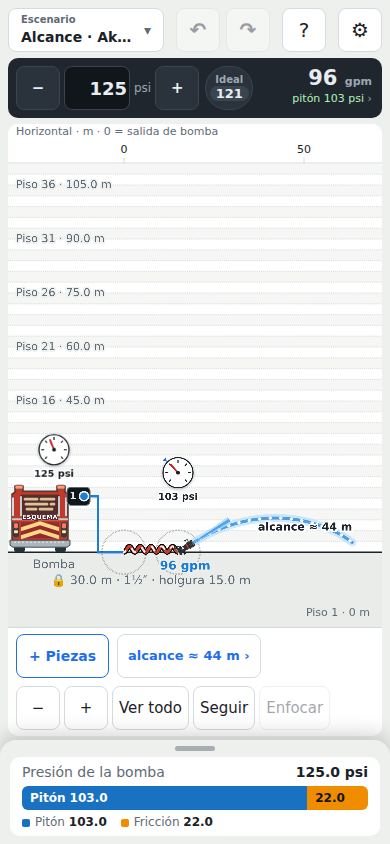 Escenario
Alcance · Ak…
▼
↶
↷
?
⚙
−
125 psi
+
Ideal
121
96 gpm
pitón 103 psi ›
Horizontal · m · 0 = salida de bomba
0 50
Piso 36 · 105.0 m
Piso 31 · 90.0 m
Piso 26 · 75.0 m
Piso 21 · 60.0 m
Piso 16 · 45.0 m
125 psi
103 psi
1
ESQUEMA
alcance ≈ 44 m
Bomba
96 gpm
🔒 30.0 m · 1½″ · holgura 15.0 m
Piso 1 · 0 m
+ Piezas
alcance ≈ 44 m ›
−
+
Ver todo
Seguir
Enfocar
Presión de la bomba 125.0 psi
Pitón 103.0 22.0
Pitón 103.0 Fricción 22.0